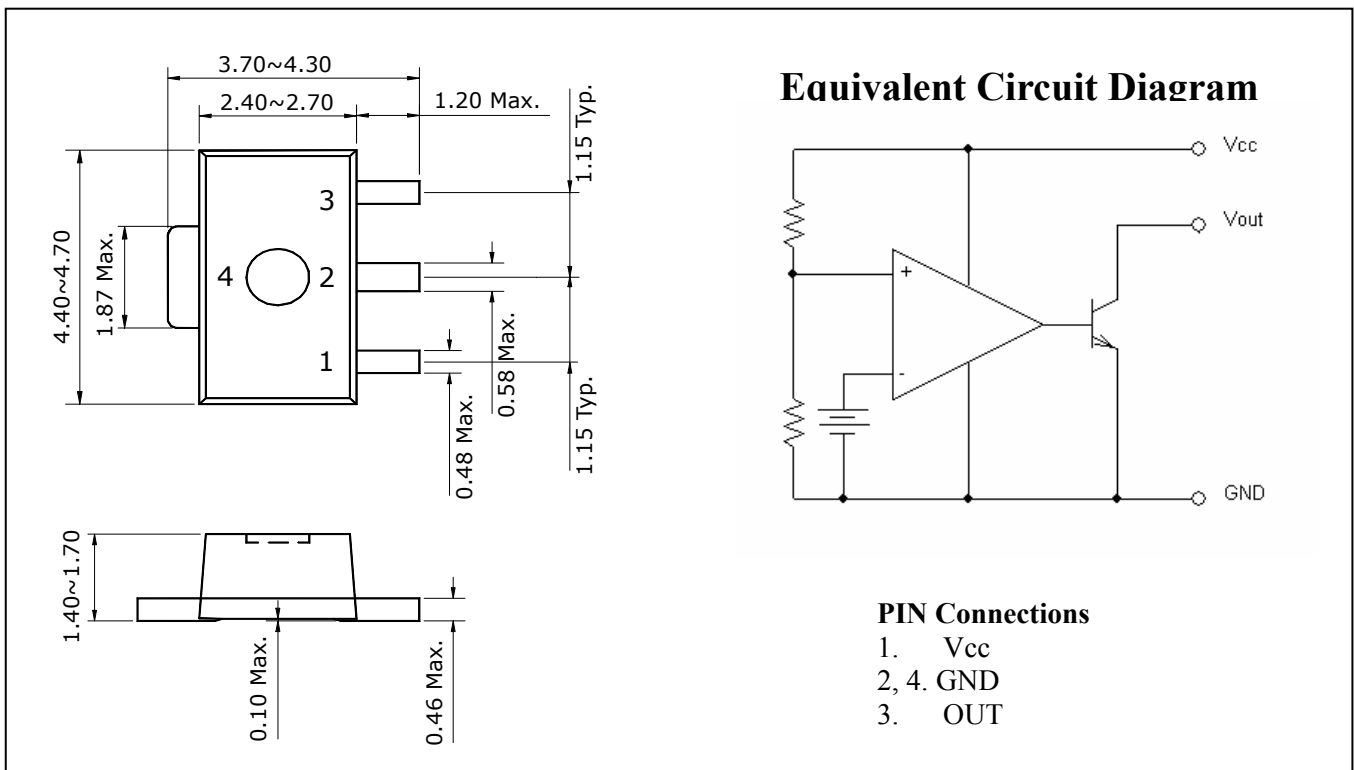 3.70~4.30
2.40~2.70
1.20 Max.
1.15 Typ.
4.40~4.70
1.87 Max.
3
4
2
1
0.58 Max.
0.48 Max.
1.15 Typ.
1.40~1.70
0.10 Max.
0.46 Max.
Equivalent Circuit Diagram
Vcc
Vout
+
-
GND
PIN Connections
1. Vcc
2, 4. GND
3. OUT